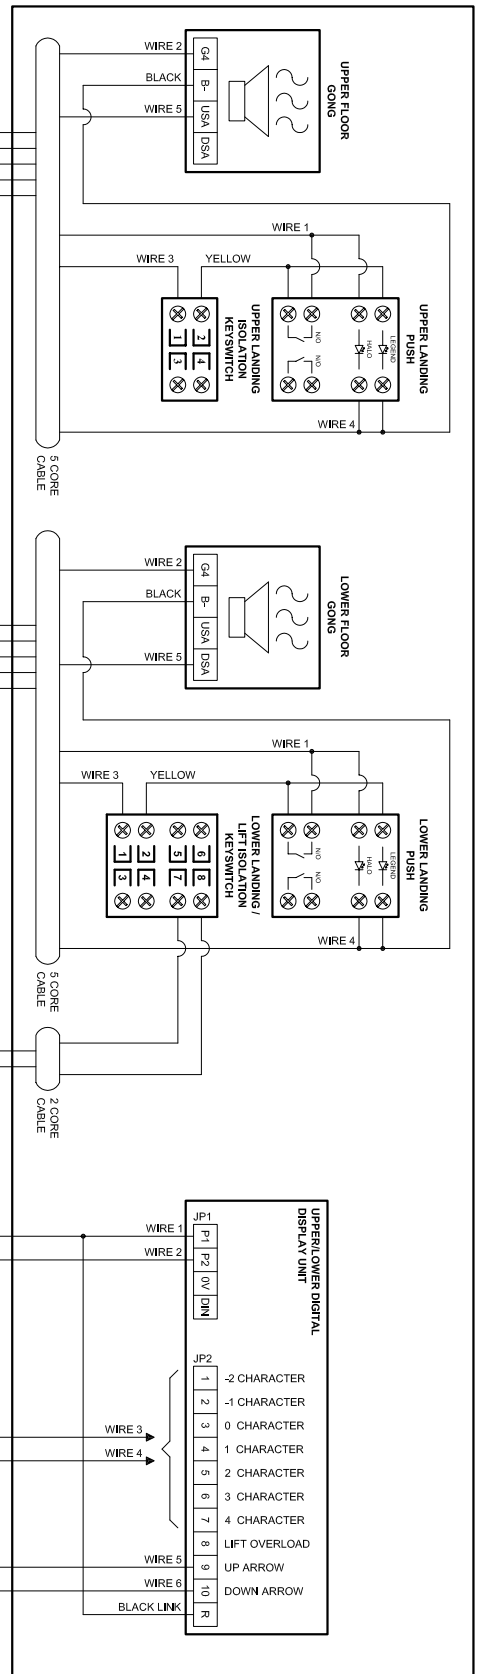 UPPER FLOOR
GONG
WIRE 2
G4
BLACK
B-
WIRE 5
USA
DSA
WIRE 1
WIRE 3
YELLOW
UPPER LANDING
ISOLATION
KEYSWITCH
1
2
3
4
UPPER LANDING
PUSH
N/O
N/O
HALO
LEGEND
WIRE 4
5 CORE
CABLE
LOWER FLOOR
GONG
WIRE 2
G4
BLACK
B-
USA
WIRE 5
DSA
WIRE 1
WIRE 3
YELLOW
LOWER LANDING /
LIFT ISOLATION
KEYSWITCH
1
2
5
6
3
4
7
8
LOWER LANDING
PUSH
N/O
N/O
HALO
LEGEND
WIRE 4
5 CORE
CABLE
2 CORE
CABLE
UPPER/LOWER DIGITAL
DISPLAY UNIT
JP1
WIRE 1
P1
WIRE 2
P2
0V
DIN
JP2
1 -2 CHARACTER
2 -1 CHARACTER
3 0 CHARACTER
WIRE 3
4 1 CHARACTER
WIRE 4
5 2 CHARACTER
6 3 CHARACTER
7 4 CHARACTER
8 LIFT OVERLOAD
WIRE 5
9 UP ARROW
WIRE 6
10 DOWN ARROW
BLACK LINK
R